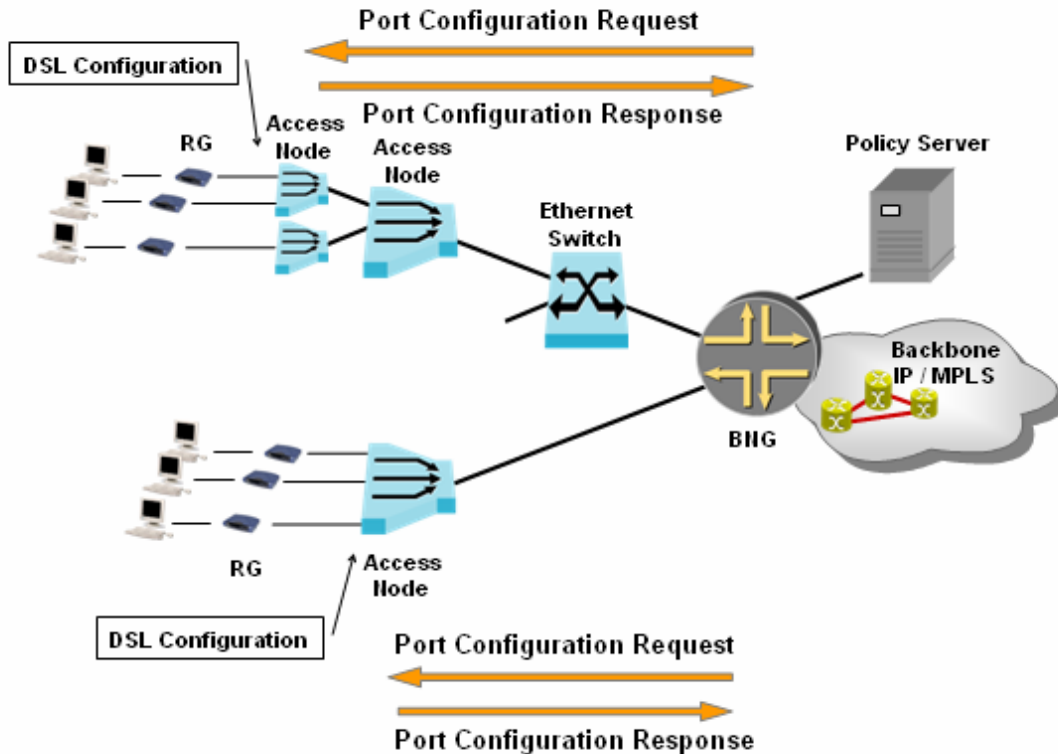 Port Configuration Request
DSL Configuration
Port Configuration Response
RG
Access
Node
Access
Node
Policy Server
Ethernet
Switch
Backbone
IP / MPLS
BNG
RG
Access
Node
DSL Configuration
Port Configuration Request
Port Configuration Response